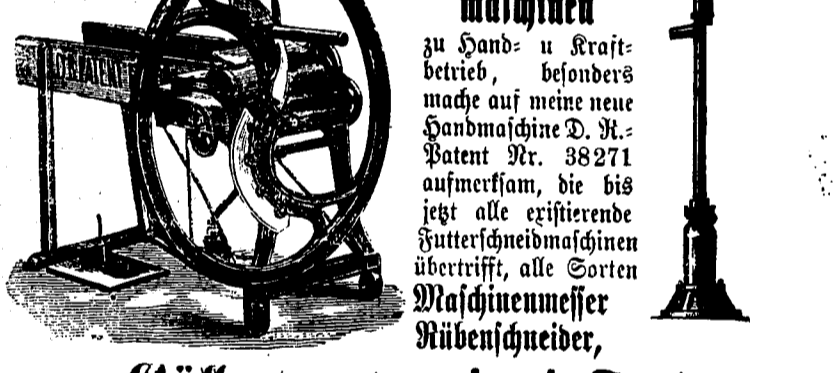 maschinen
zu Hand- u Kraft-
betrieb, besonders
mache auf meine neue
Handmaschine D. R.-
Patent Nr. 38271
aufmerksam, die bis
jetzt alle existierende
Futterschneidmaschinen
übertrifft, alle Sorten
Maschinenmesser
Rübenschneider,
D.R.PATENT